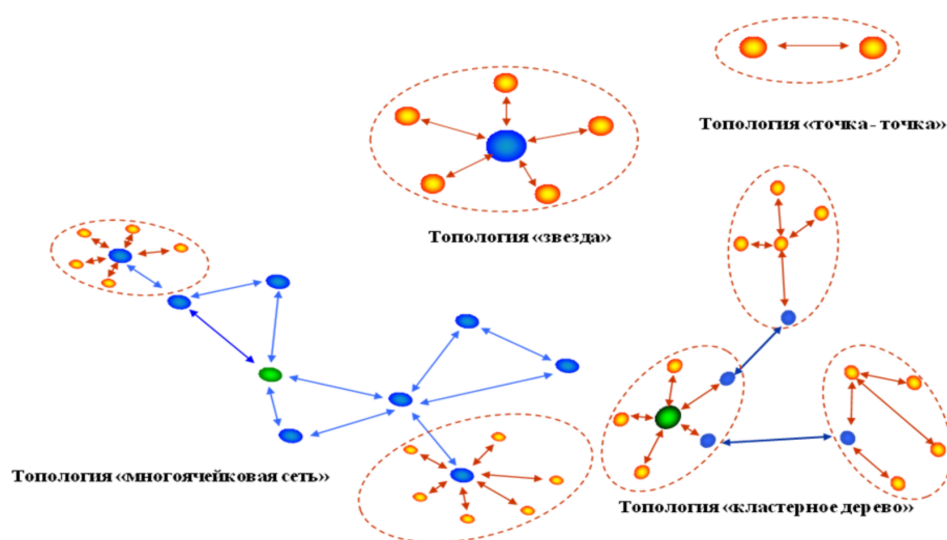 Топология «точка - точка»
Топология «звезда»
Топология «многоячейковая сеть»
Топология «кластерное дерево»